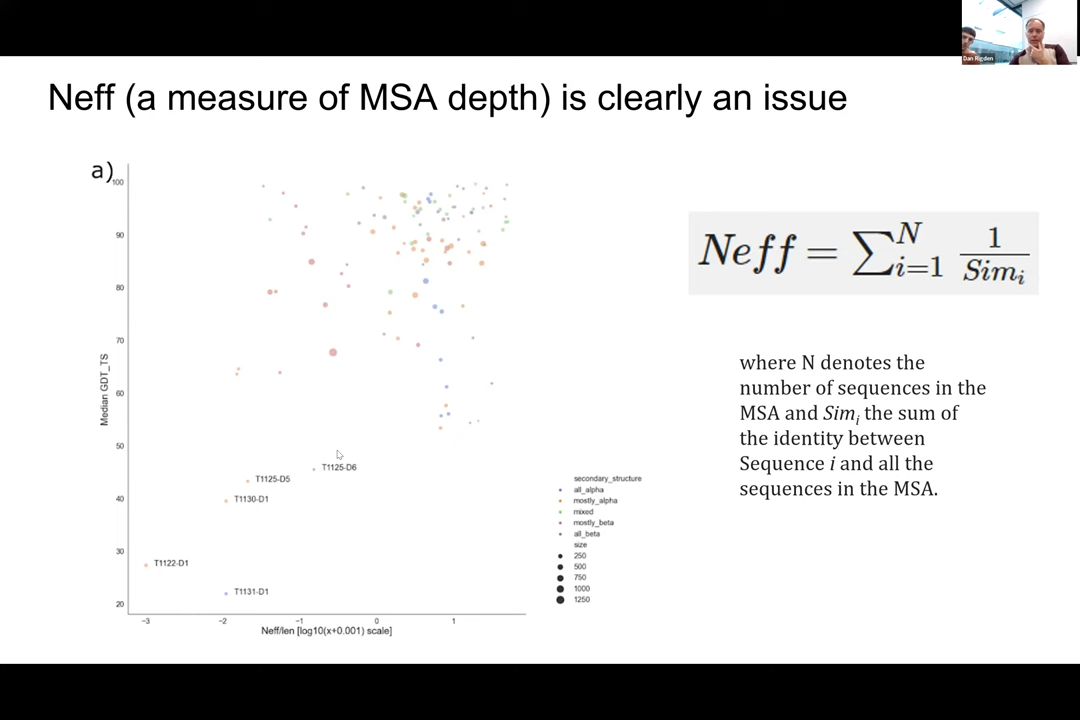 Dan Rigden
Neff (a measure of MSA depth) is clearly an issue
a)
100
90
80
70
60
50
40
30
20
Median GDT_TS
T1125-D6
T1125-D5
T1130-D1
T1122-D1
T1131-D1
−3
−2
−1
0
1
Neff/len [log10(x+0.001) scale]
secondary_structure
all_alpha
mostly_alpha
mixed
mostly_beta
all_beta
size
250
500
750
1000
1250
Neff = ∑ᵢ₌₁ᴺ 1/Simᵢ
where N denotes the
number of sequences in the
MSA and Simᵢ the sum of
the identity between
Sequence i and all the
sequences in the MSA.